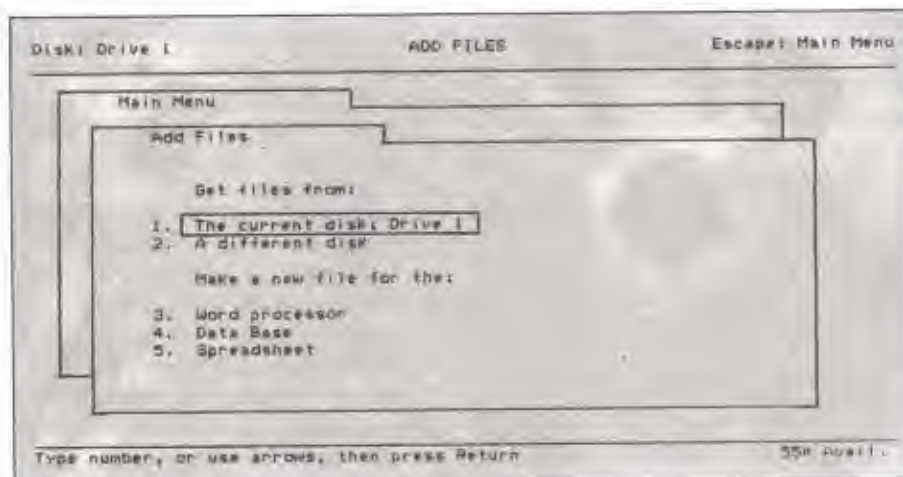 Disk: Drive 1 ADD FILES Escape: Main Menu
Main Menu
Add Files
Get files from:
1. The current disk: Drive 1
2. A different disk
Make a new file for the:
3. Word processor
4. Data Base
5. Spreadsheet
Type number, or use arrows, then press Return 55K Avail.